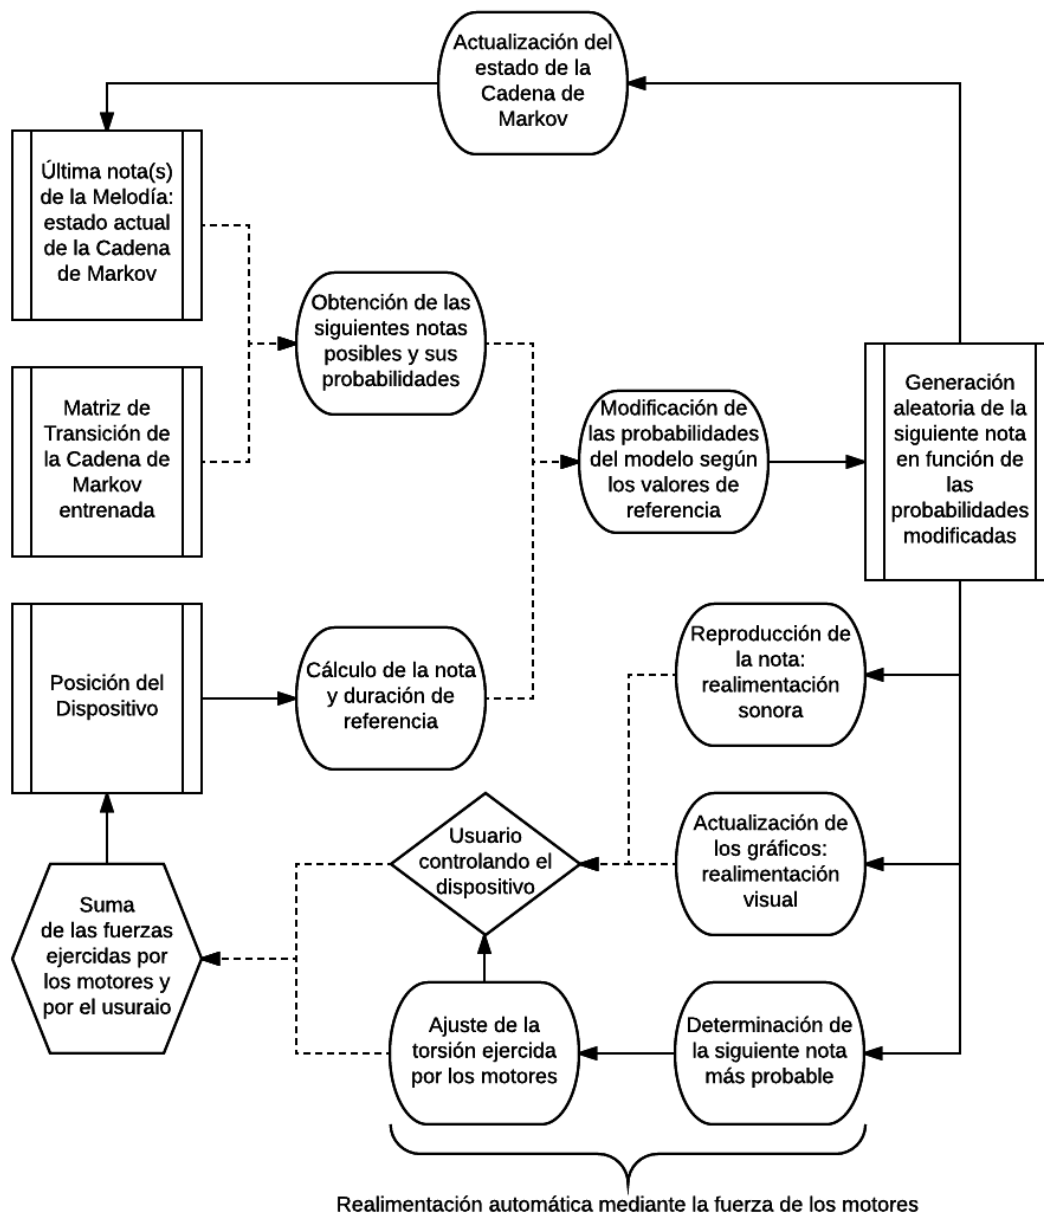 Actualización del
estado de la
Cadena de
Markov
Última nota(s)
de la Melodía:
estado actual
de la Cadena
de Markov
Obtención de las
siguientes notas
posibles y sus
probabilidades
Matriz de
Transición de
la Cadena de
Markov
entrenada
Modificación de
las probabilidades
del modelo según
los valores de
referencia
Generación
aleatoria de la
siguiente nota
en función de
las
probabilidades
modificadas
Posición del
Dispositivo
Cálculo de la nota
y duración de
referencia
Reproducción de
la nota:
realimentación
sonora
Usuario
controlando el
dispositivo
Actualización de
los gráficos:
realimentación
visual
Suma
de las fuerzas
ejercidas por
los motores y
por el usuraio
Ajuste de la
torsión ejercida
por los motores
Determinación de
la siguiente nota
más probable
Realimentación automática mediante la fuerza de los motores